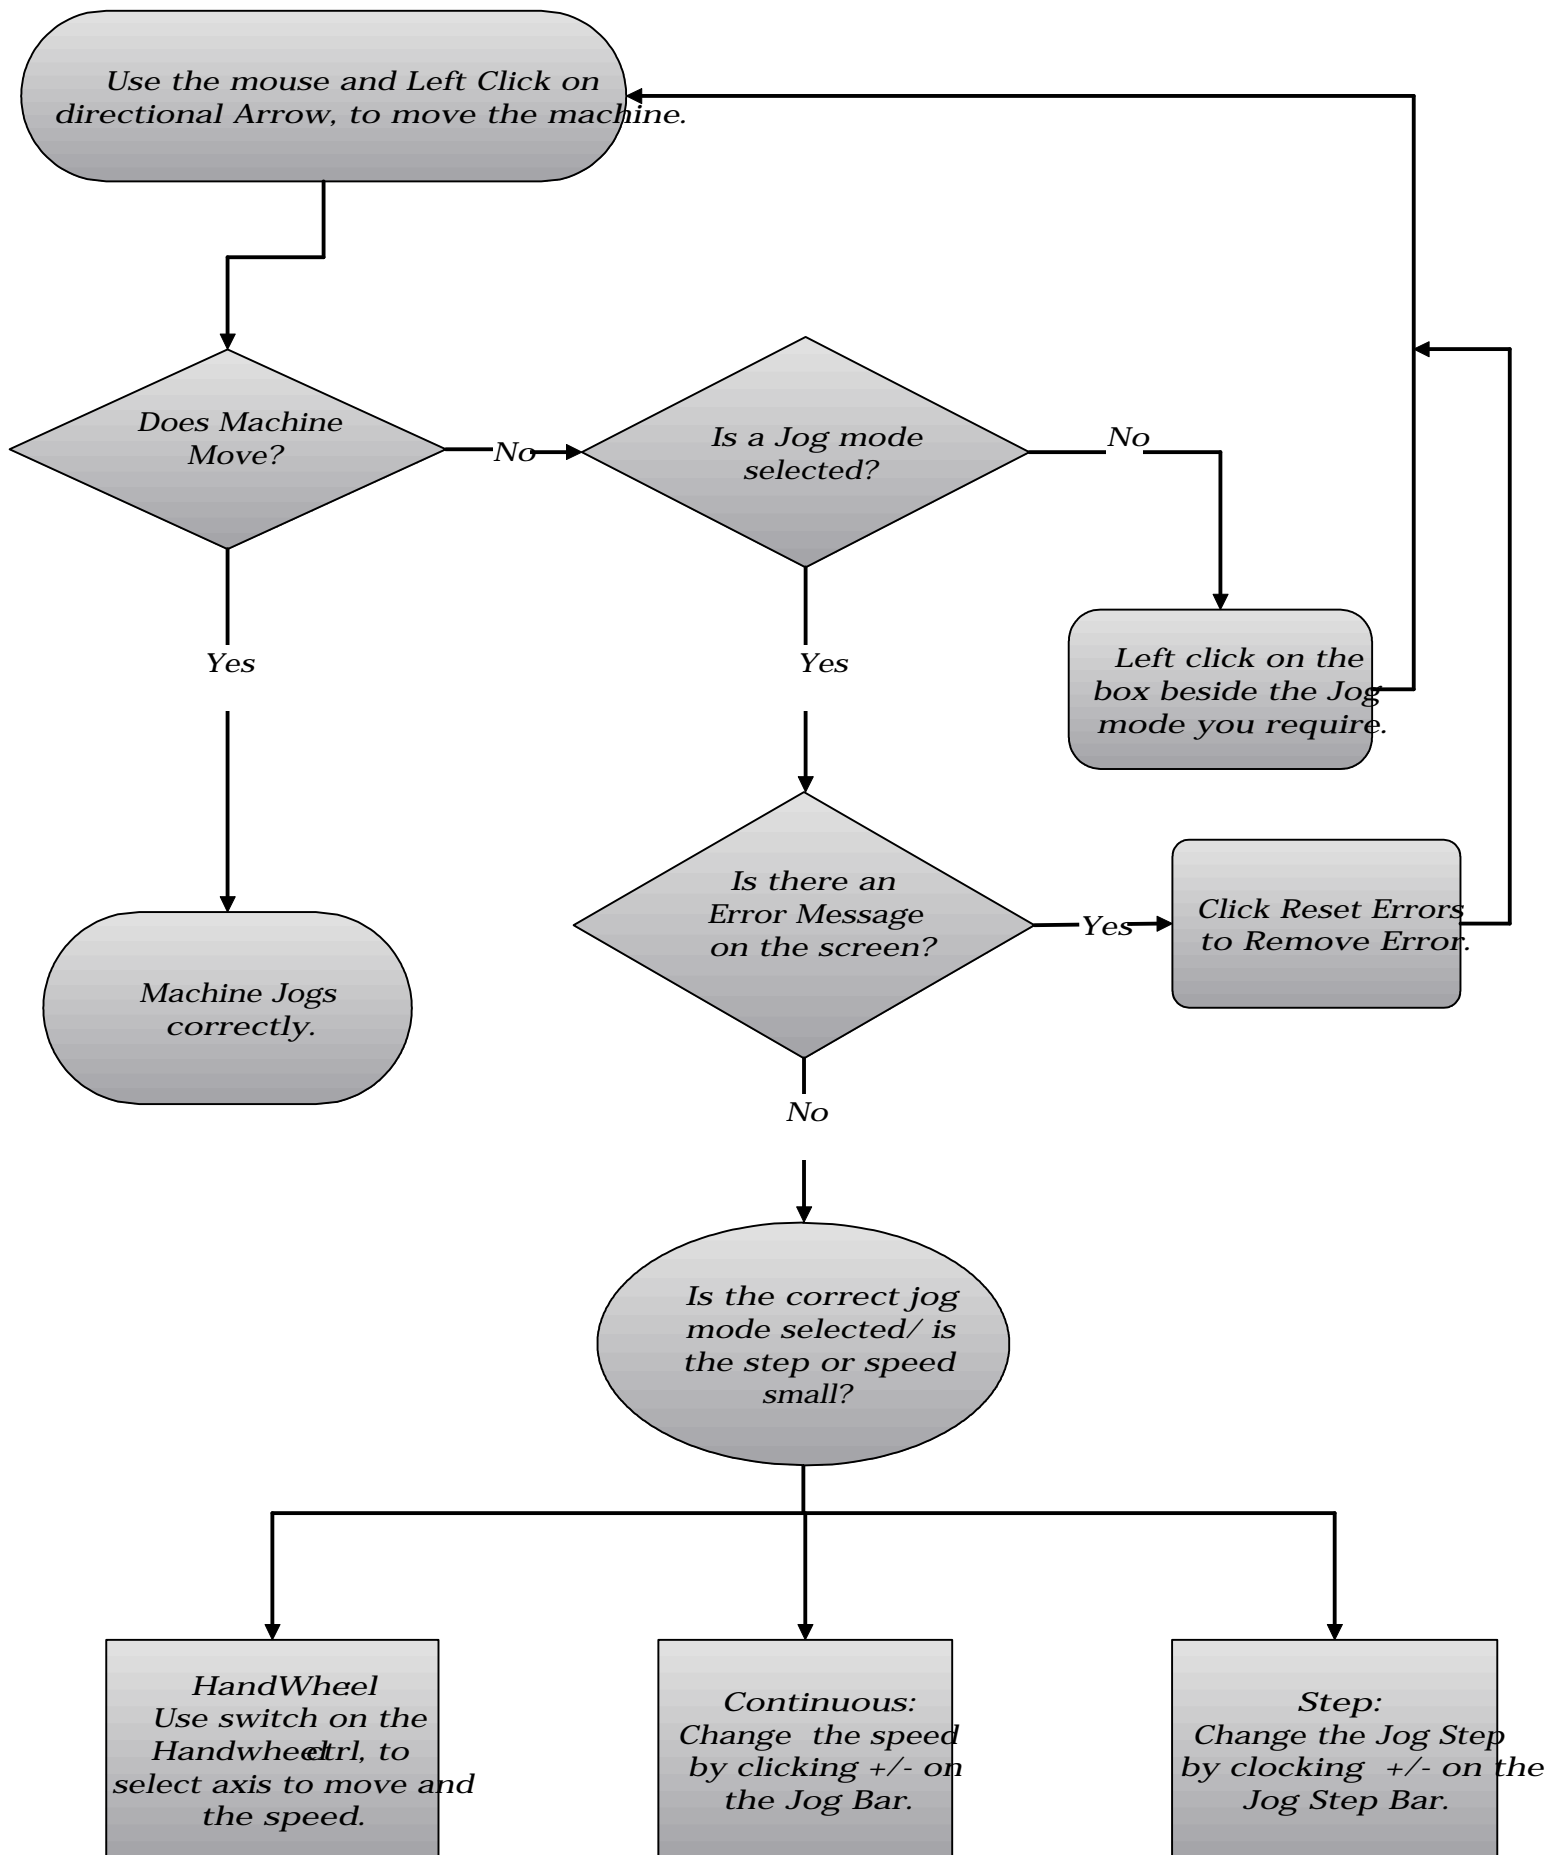 Use the mouse and Left Click on
directional Arrow, to move the machine.
Does Machine
Move?
No
Is a Jog mode
selected?
No
Yes
Yes
Left click on the
box beside the Jog
mode you require.
Is there an
Error Message
on the screen?
Yes
Click Reset Errors
to Remove Error.
Machine Jogs
correctly.
No
Is the correct jog
mode selected/ is
the step or speed
small?
HandWheel:
Use switch on the
Handwheel ctrl, to
select axis to move and
the speed.
Continuous:
Change the speed
by clicking +/- on
the Jog Bar.
Step:
Change the Jog Step
by clocking +/- on the
Jog Step Bar.